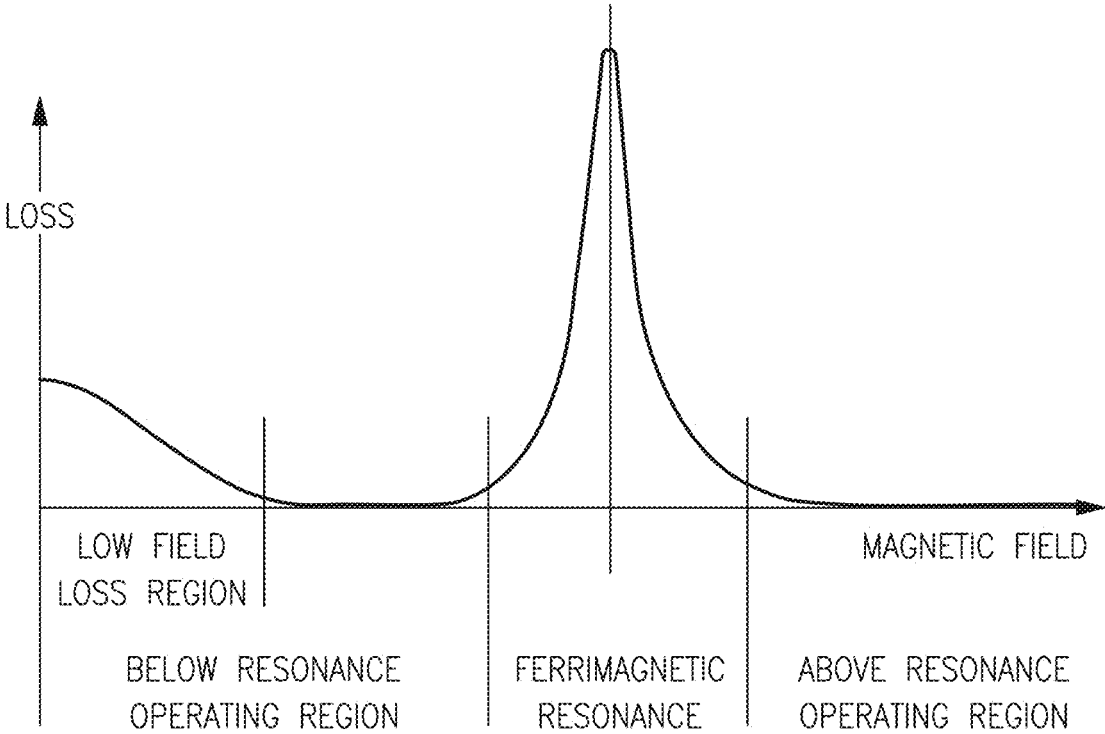 LOSS
LOW FIELD
LOSS REGION
MAGNETIC FIELD
BELOW RESONANCE
OPERATING REGION
FERRIMAGNETIC
RESONANCE
ABOVE RESONANCE
OPERATING REGION